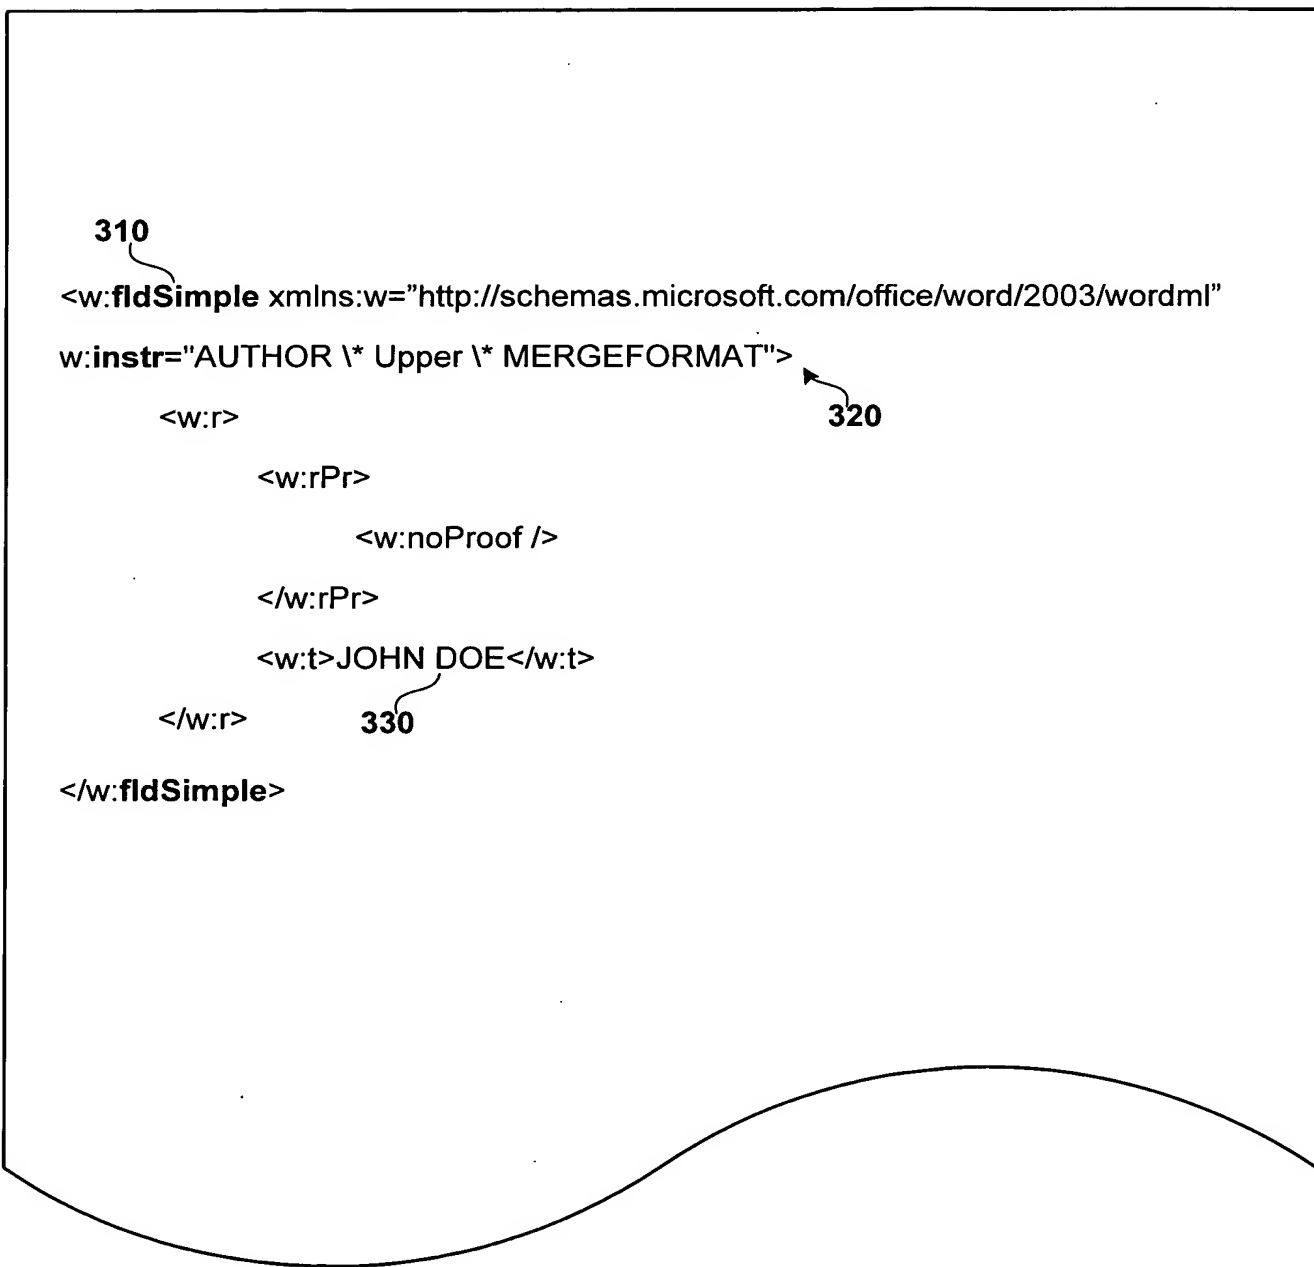 310
<w:fldSimple xmlns:w="http://schemas.microsoft.com/office/word/2003/wordml”
w:instr="AUTHOR \* Upper \* MERGEFORMAT">
320
<w:r>
<w:rPr>
<w:noProof />
</w:rPr>
<w:t>JOHN DOE</w:t>
</w:r> 330
</w:fldSimple>